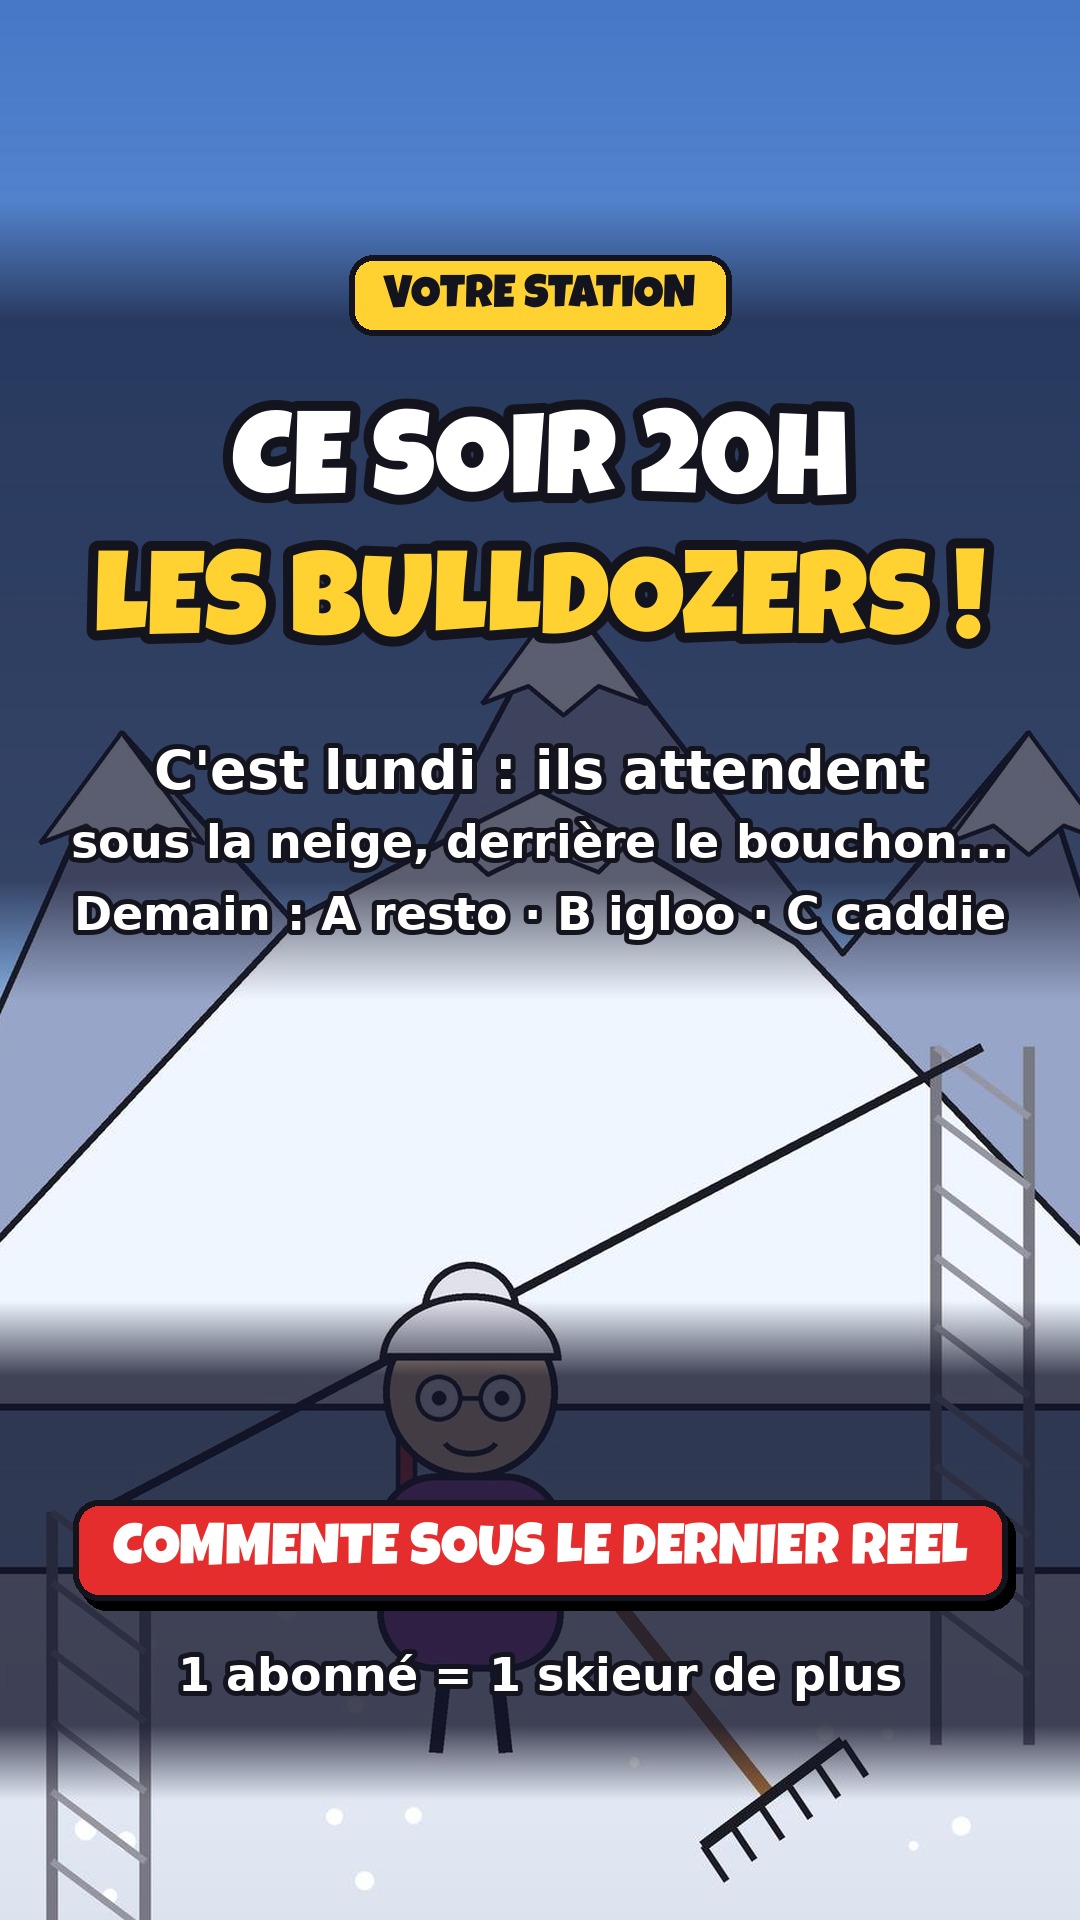 VOTRE STATION
CE SOIR 20H
LES BULLDOZERS !
C'est lundi : ils attendent
sous la neige, derrière le bouchon...
Demain : A resto · B igloo · C caddie
COMMENTE SOUS LE DERNIER REEL
1 abonné = 1 skieur de plus